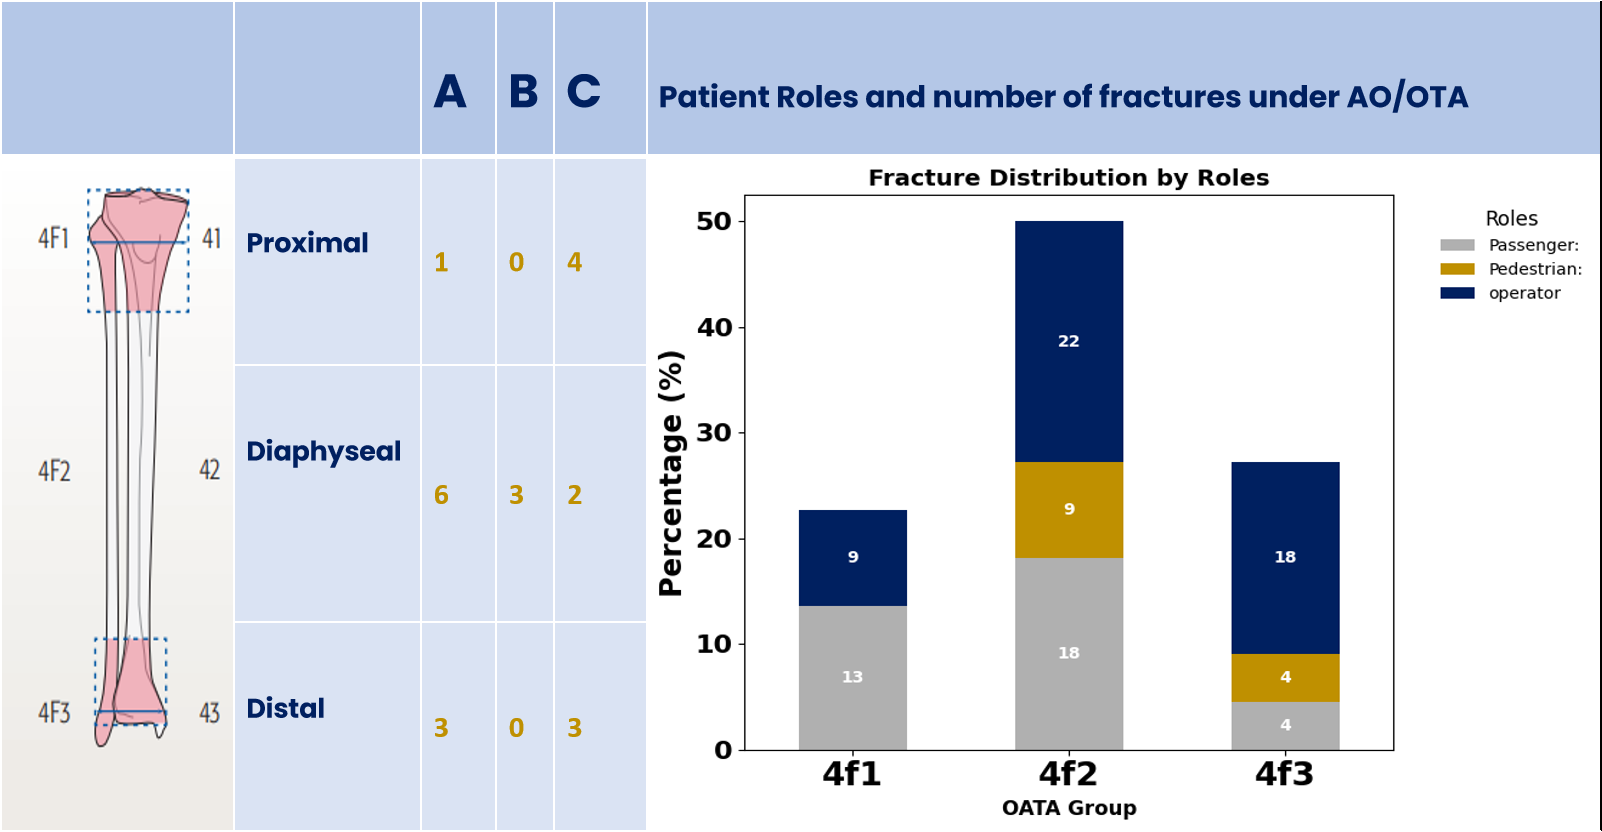 A B C Patient Roles and number of fractures under AO/OTA
4F1 41
4F2 42
4F3 43
Proximal 1 0 4
Diaphyseal 6 3 2
Distal 3 0 3
Fracture Distribution by Roles
Percentage (%)
50
40
30
20
10
0
9
13
22
9
18
18
4
4
4f1 4f2 4f3
OATA Group
Roles
Passenger:
Pedestrian:
operator